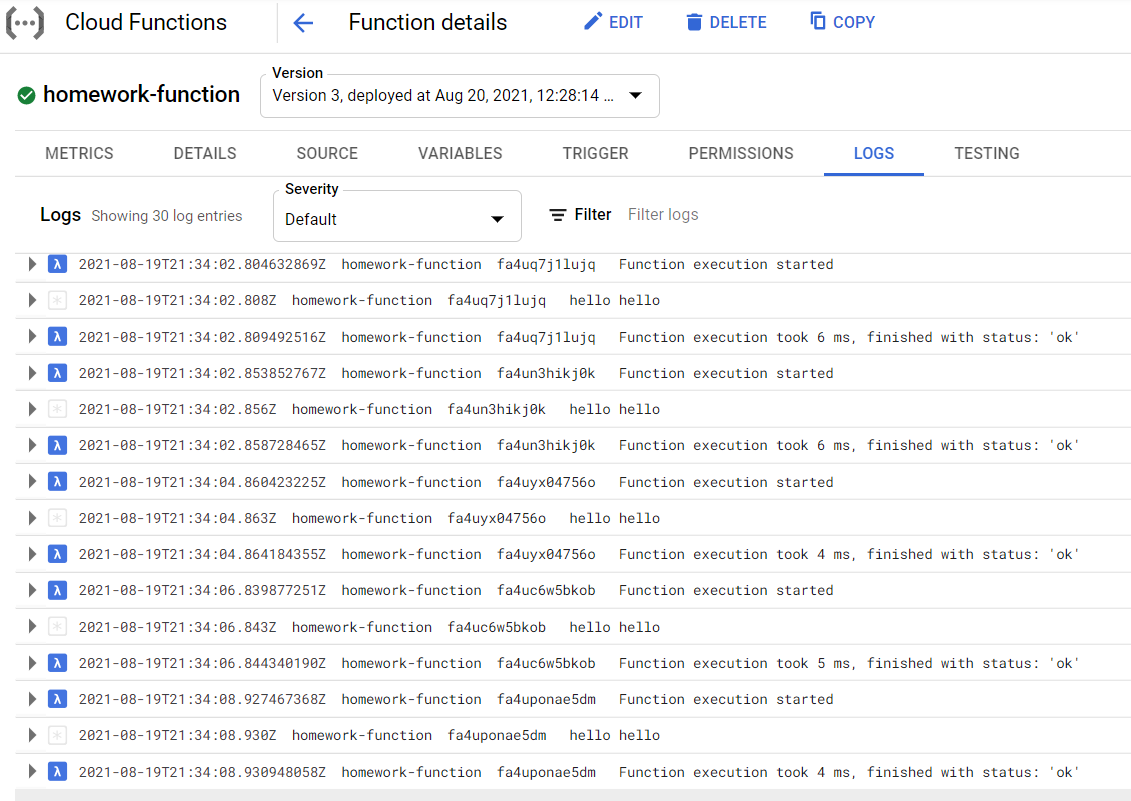 Cloud Functions Function details EDIT DELETE COPY
homework-function Version
Version 3, deployed at Aug 20, 2021, 12:28:14 ...
METRICS DETAILS SOURCE VARIABLES TRIGGER PERMISSIONS LOGS TESTING
Logs Showing 30 log entries Severity Default Filter Filter logs
λ 2021-08-19T21:34:02.804632869Z homework-function fa4uq7j1lujq Function execution started
* 2021-08-19T21:34:02.808Z homework-function fa4uq7j1lujq hello hello
λ 2021-08-19T21:34:02.809492516Z homework-function fa4uq7j1lujq Function execution took 6 ms, finished with status: 'ok'
λ 2021-08-19T21:34:02.853852767Z homework-function fa4un3hikj0k Function execution started
* 2021-08-19T21:34:02.856Z homework-function fa4un3hikj0k hello hello
λ 2021-08-19T21:34:02.858728465Z homework-function fa4un3hikj0k Function execution took 6 ms, finished with status: 'ok'
λ 2021-08-19T21:34:04.860423225Z homework-function fa4uyx04756o Function execution started
* 2021-08-19T21:34:04.863Z homework-function fa4uyx04756o hello hello
λ 2021-08-19T21:34:04.864184355Z homework-function fa4uyx04756o Function execution took 4 ms, finished with status: 'ok'
λ 2021-08-19T21:34:06.839877251Z homework-function fa4uc6w5bkob Function execution started
* 2021-08-19T21:34:06.843Z homework-function fa4uc6w5bkob hello hello
λ 2021-08-19T21:34:06.844340190Z homework-function fa4uc6w5bkob Function execution took 5 ms, finished with status: 'ok'
λ 2021-08-19T21:34:08.927467368Z homework-function fa4uponae5dm Function execution started
* 2021-08-19T21:34:08.930Z homework-function fa4uponae5dm hello hello
λ 2021-08-19T21:34:08.930948058Z homework-function fa4uponae5dm Function execution took 4 ms, finished with status: 'ok'